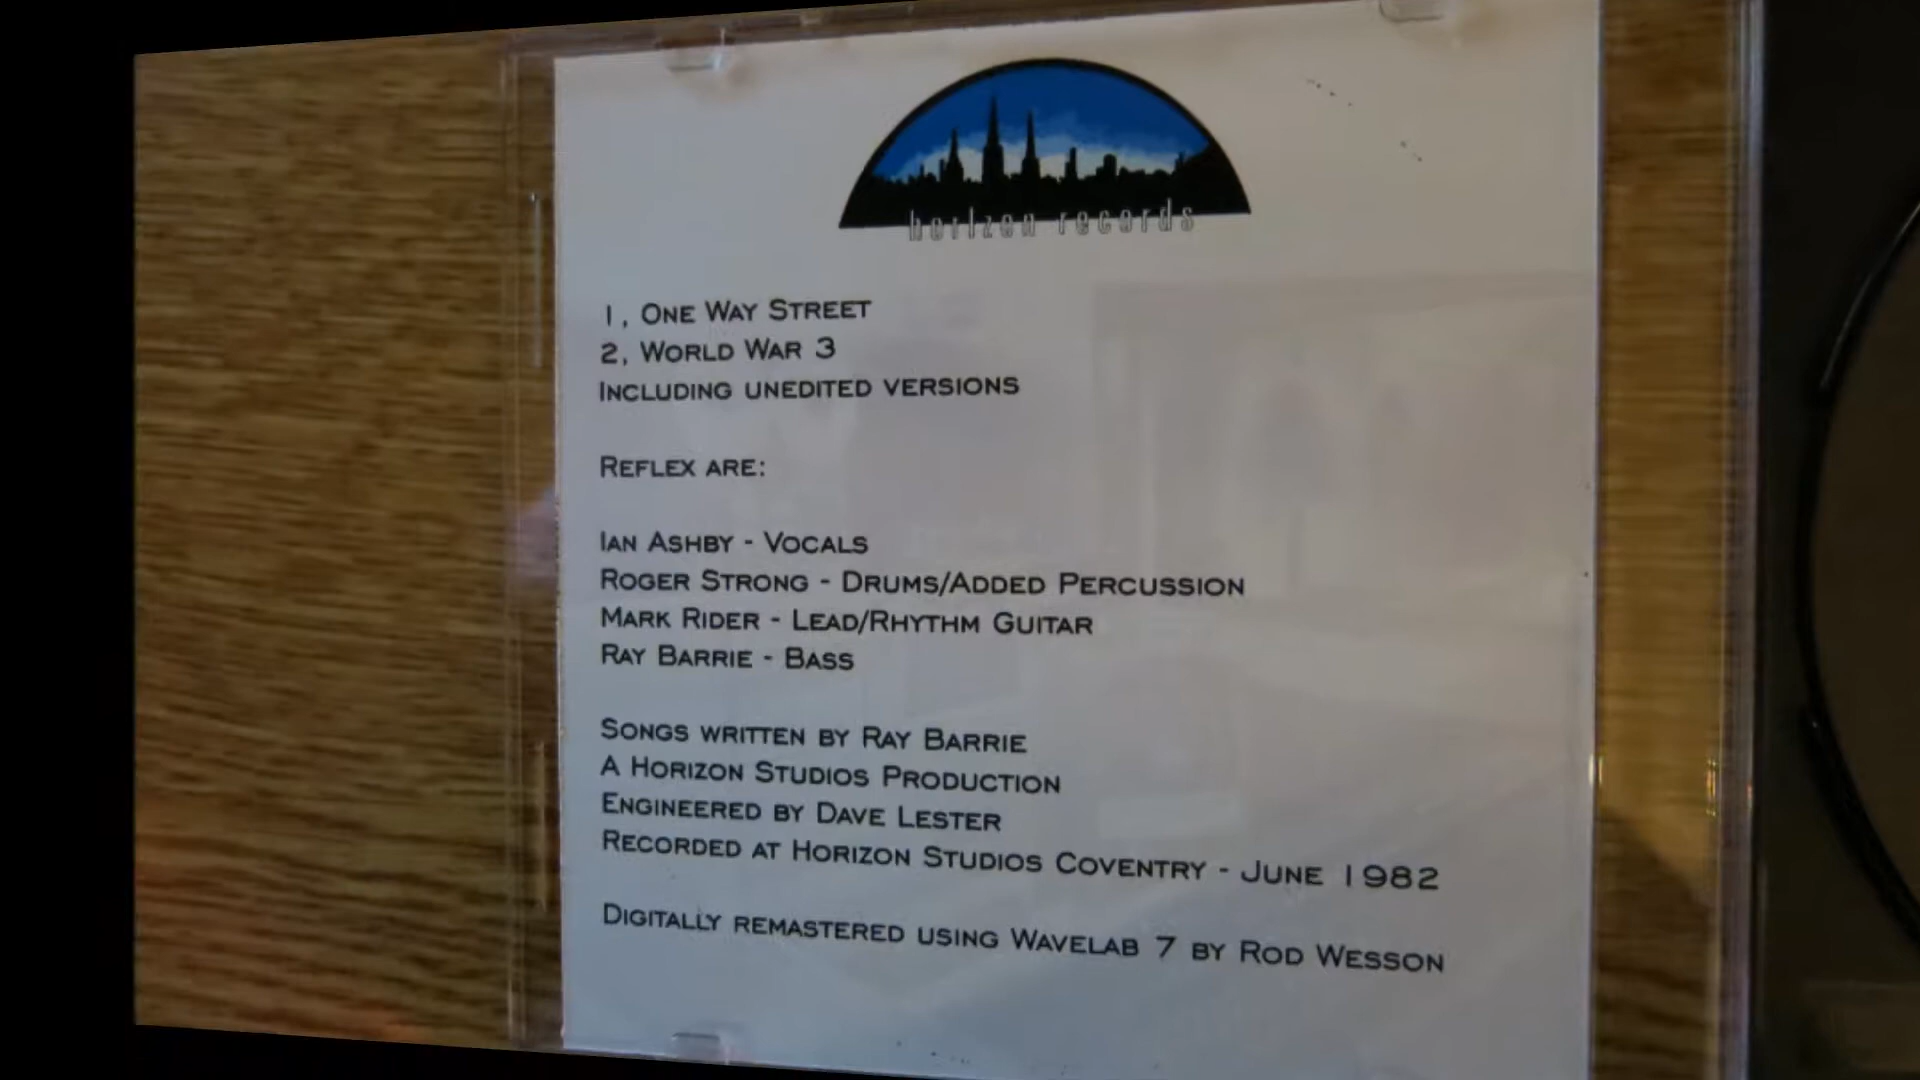 horizon records
1, One Way Street
2, World War 3
Including unedited versions
Reflex are:
Ian Ashby - Vocals
Roger Strong - Drums/Added Percussion
Mark Rider - Lead/Rhythm Guitar
Ray Barrie - Bass
Songs written by Ray Barrie
A Horizon Studios Production
Engineered by Dave Lester
Recorded at Horizon Studios Coventry - June 1982
Digitally remastered using Wavelab 7 by Rod Wesson